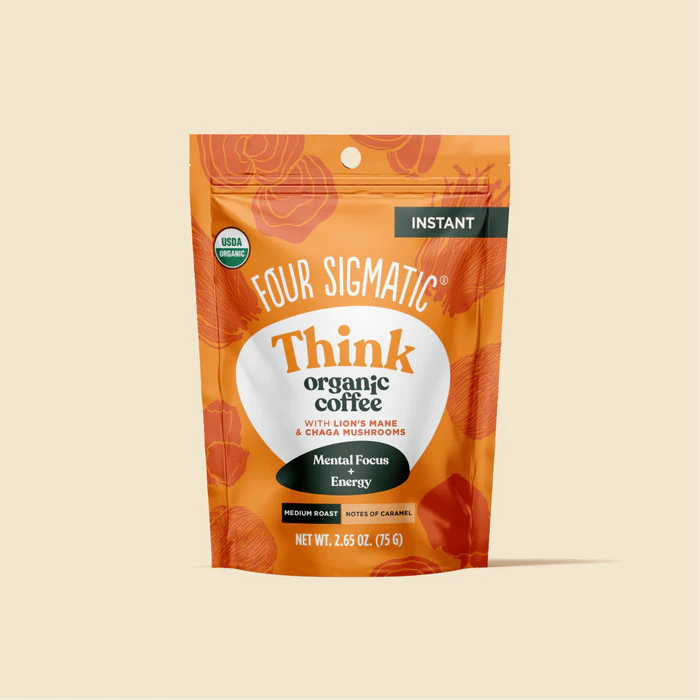 INSTANT
USDA
ORGANIC
FOUR SIGMATIC®
Think
organic
coffee
WITH LION'S MANE
& CHAGA MUSHROOMS
Mental Focus
+
Energy
MEDIUM ROAST NOTES OF CARAMEL
NET WT. 2.65 OZ. (75 G)